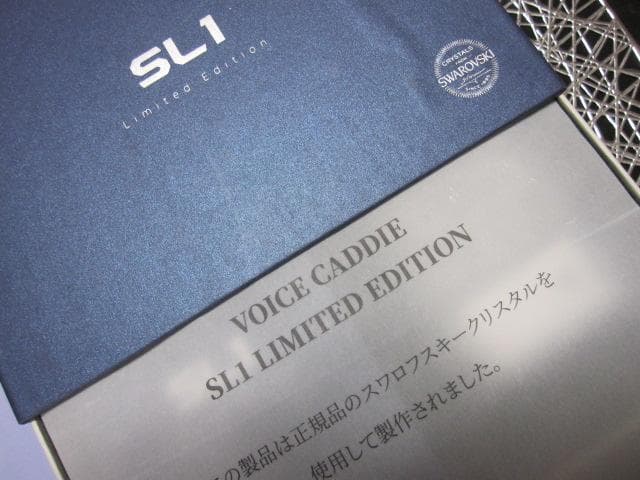 SL1
Limited Edition
CRYSTALS
FROM
SWAROVSKI
VOICE CADDIE
SL1 LIMITED EDITION
の製品は正規品のスワロフスキークリスタルを
使用して製作されました。